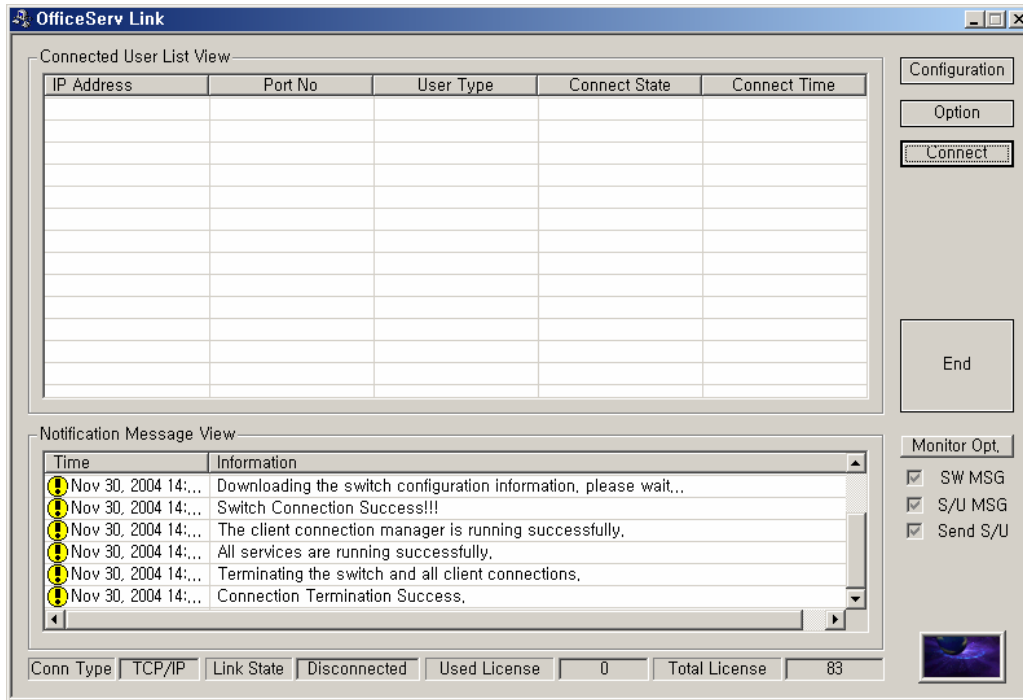 OfficeServ Link
Connected User List View
IP Address Port No User Type Connect State Connect Time
Configuration
Option
Connect
End
Notification Message View
Time Information
Nov 30, 2004 14:... Downloading the switch configuration information, please wait...
Nov 30, 2004 14:... Switch Connection Success!!!
Nov 30, 2004 14:... The client connection manager is running successfully.
Nov 30, 2004 14:... All services are running successfully.
Nov 30, 2004 14:... Terminating the switch and all client connections.
Nov 30, 2004 14:... Connection Termination Success.
Monitor Opt.
SW MSG
S/U MSG
Send S/U
Conn Type TCP/IP Link State Disconnected Used License 0 Total License 83